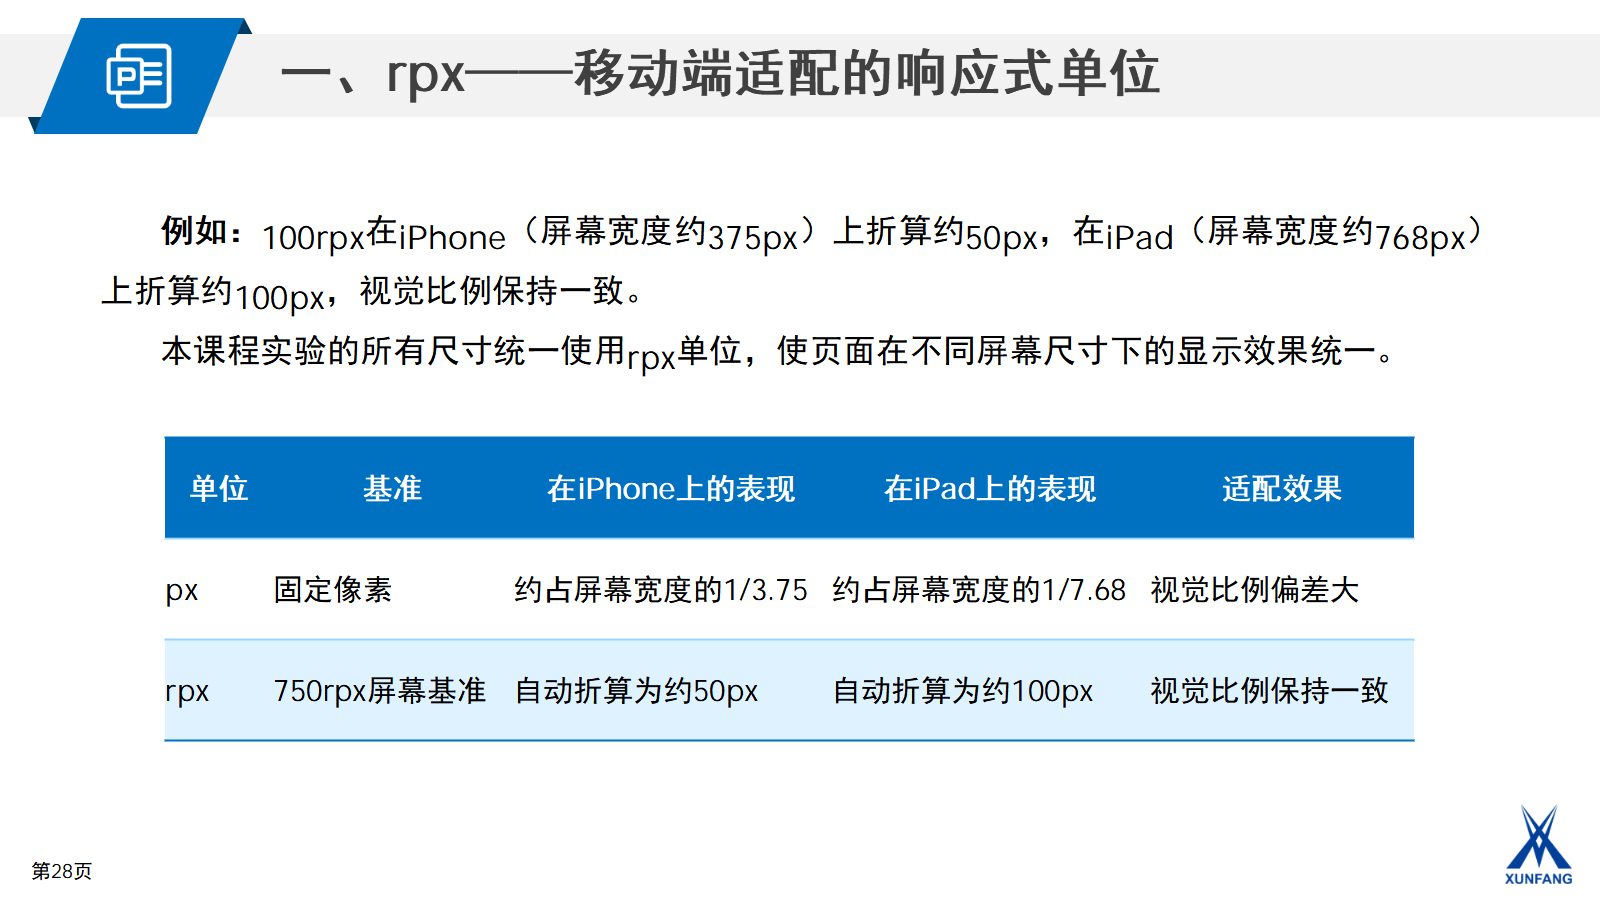 一、rpx——移动端适配的响应式单位
例如：100rpx在iPhone（屏幕宽度约375px）上折算约50px，在iPad（屏幕宽度约768px）
上折算约100px，视觉比例保持一致。
本课程实验的所有尺寸统一使用rpx单位，使页面在不同屏幕尺寸下的显示效果统一。
单位 基准 在iPhone上的表现 在iPad上的表现 适配效果
px 固定像素 约占屏幕宽度的1/3.75 约占屏幕宽度的1/7.68 视觉比例偏差大
rpx 750rpx屏幕基准 自动折算为约50px 自动折算为约100px 视觉比例保持一致
第28页
XUNFANG